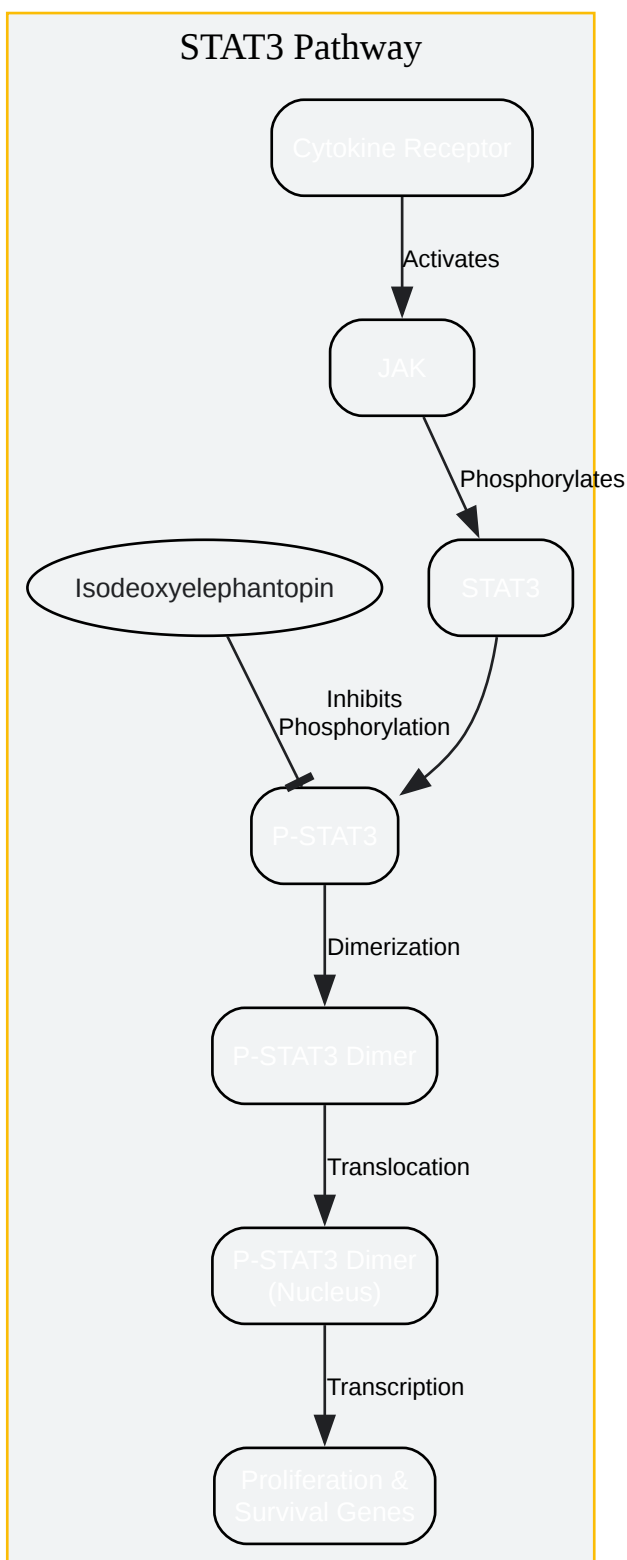 STAT3 Pathway
Cytokine Receptor
Activates
JAK
Phosphorylates
Isodeoxyelephantopin
STAT3
Inhibits
Phosphorylation
P-STAT3
Dimerization
P-STAT3 Dimer
Translocation
P-STAT3 Dimer
(Nucleus)
Transcription
Proliferation &
Survival Genes